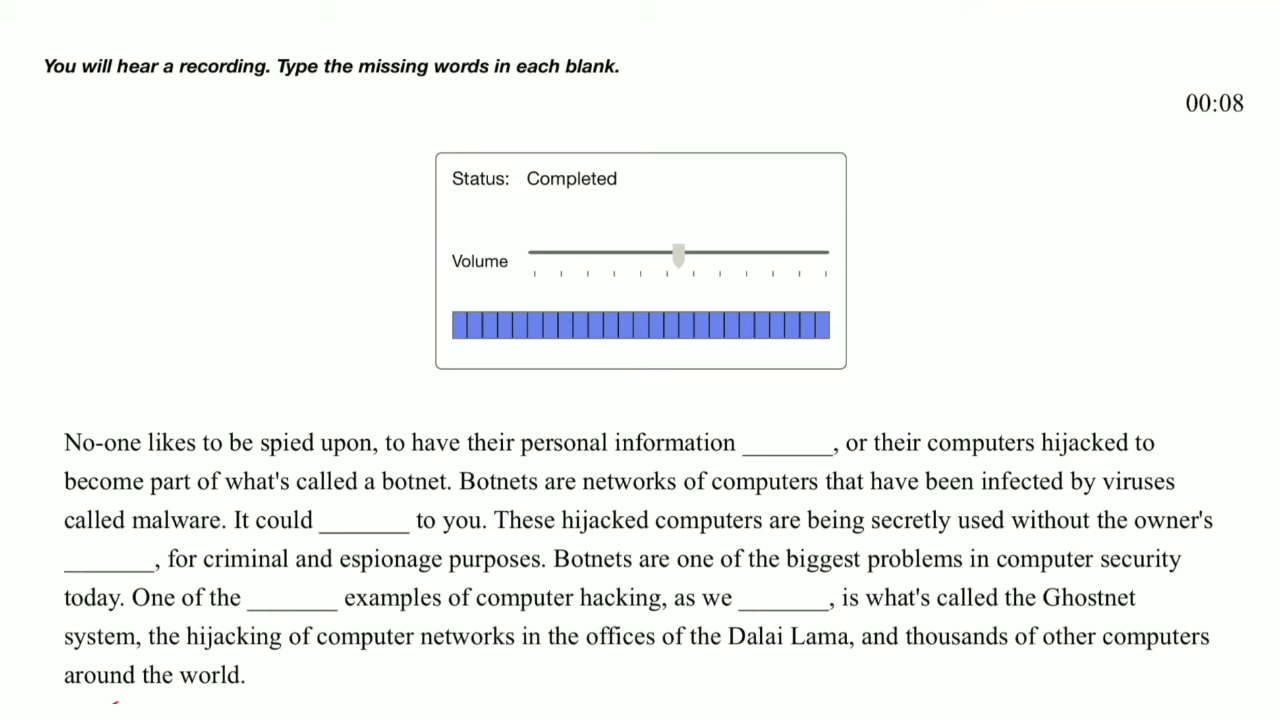 You will hear a recording. Type the missing words in each blank.
00:08
Status: Completed
Volume
No-one likes to be spied upon, to have their personal information _______, or their computers hijacked to
become part of what's called a botnet. Botnets are networks of computers that have been infected by viruses
called malware. It could _______ to you. These hijacked computers are being secretly used without the owner's
_______, for criminal and espionage purposes. Botnets are one of the biggest problems in computer security
today. One of the _______ examples of computer hacking, as we _______, is what's called the Ghostnet
system, the hijacking of computer networks in the offices of the Dalai Lama, and thousands of other computers
around the world.